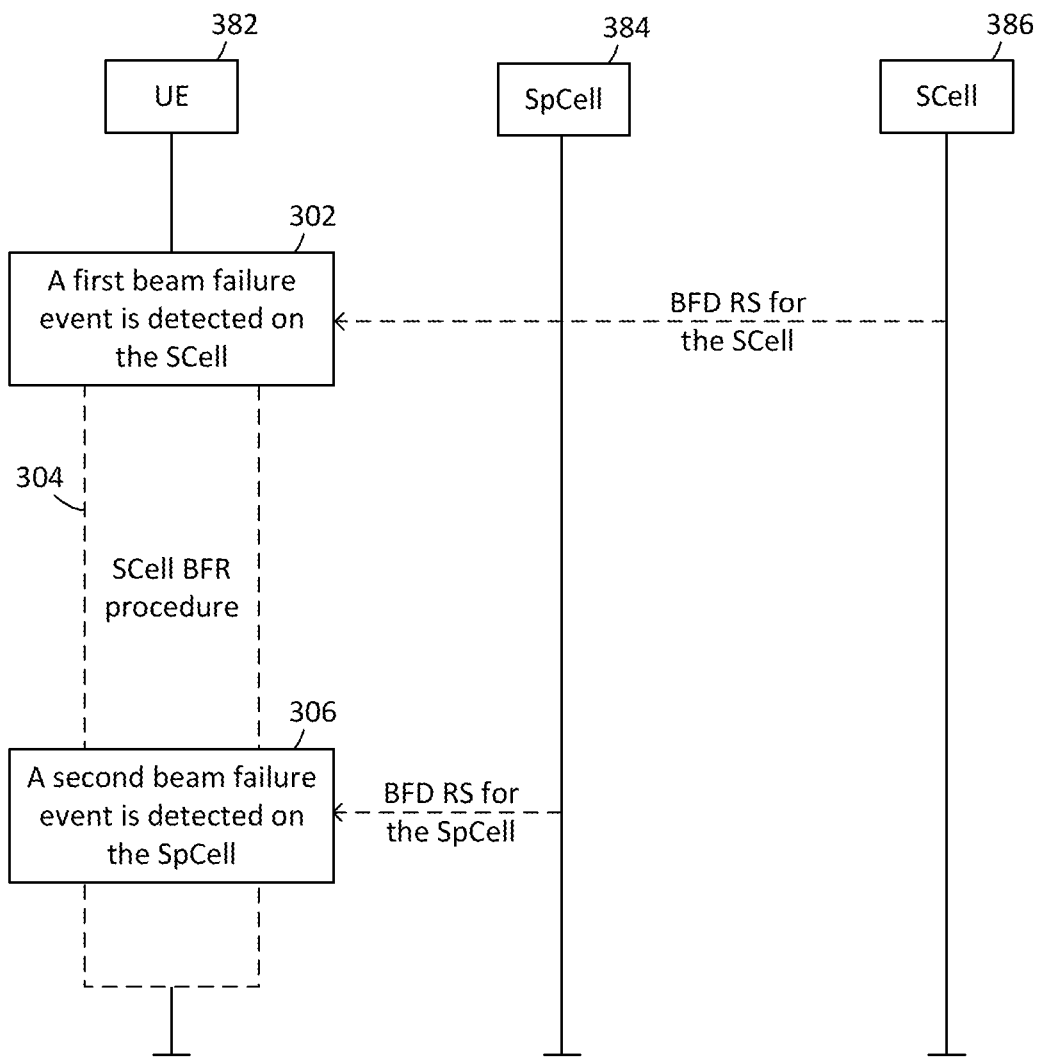 382
384
386
UE
SpCell
SCell
302
A first beam failure
event is detected on
the SCell
BFD RS for
the SCell
304
SCell BFR
procedure
306
A second beam failure
event is detected on
the SpCell
BFD RS for
the SpCell